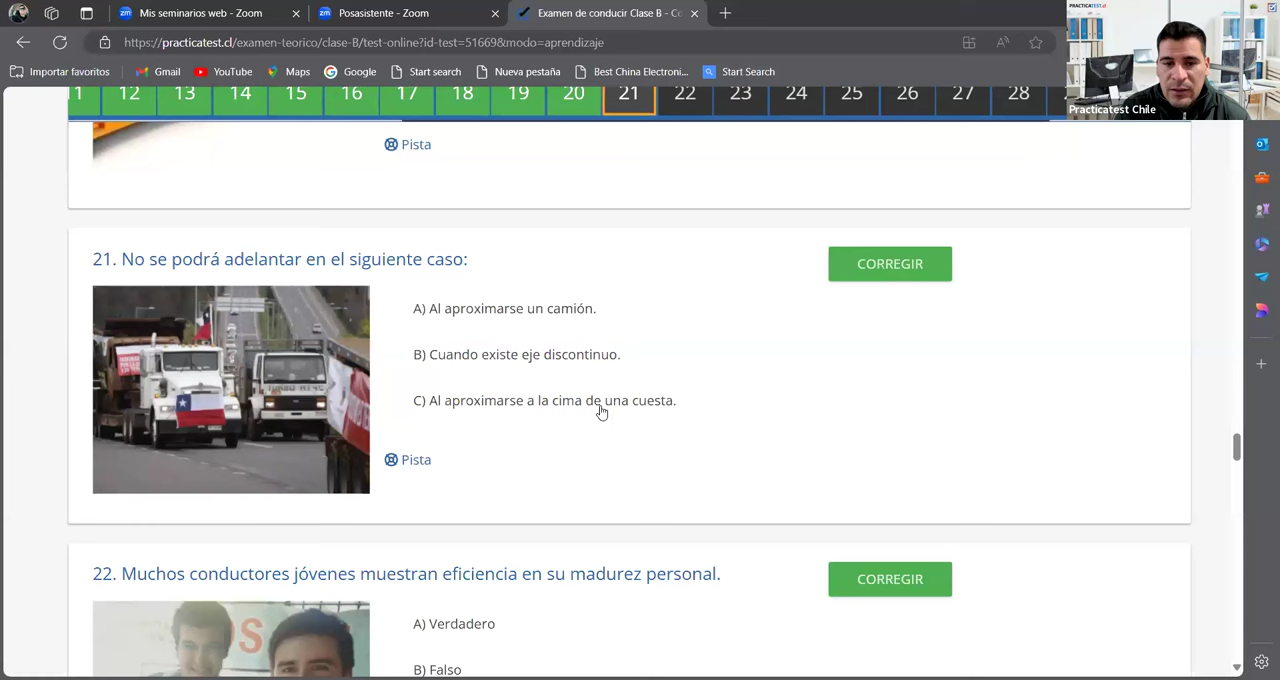 Mis seminarios web - Zoom
Posasistente - Zoom
Examen de conducir Clase B - Co
https://practicatest.cl/examen-teorico/clase-B/test-online?id-test=51669&modo=aprendizaje
Importar favoritos
Gmail
YouTube
Maps
Google
Start search
Nueva pestaña
Best China Electroni...
Start Search
PRACTICATEST.cl
Practicatest Chile
1 12 13 14 15 16 17 18 19 20 21 22 23 24 25 26 27 28
Pista
21. No se podrá adelantar en el siguiente caso:
CORREGIR
A) Al aproximarse un camión.
B) Cuando existe eje discontinuo.
C) Al aproximarse a la cima de una cuesta.
Pista
22. Muchos conductores jóvenes muestran eficiencia en su madurez personal.
CORREGIR
A) Verdadero
B) Falso